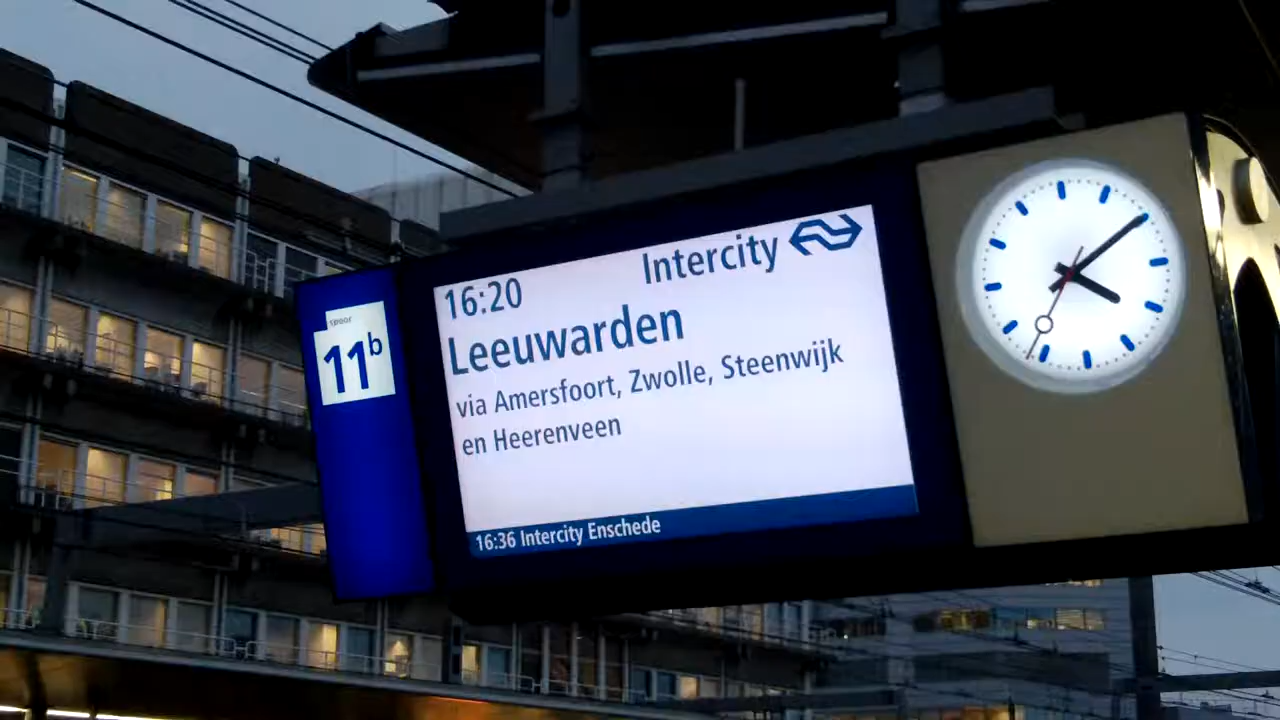 spoor
11b
16:20
Intercity
Leeuwarden
via Amersfoort, Zwolle, Steenwijk
en Heerenveen
16:36 Intercity Enschede